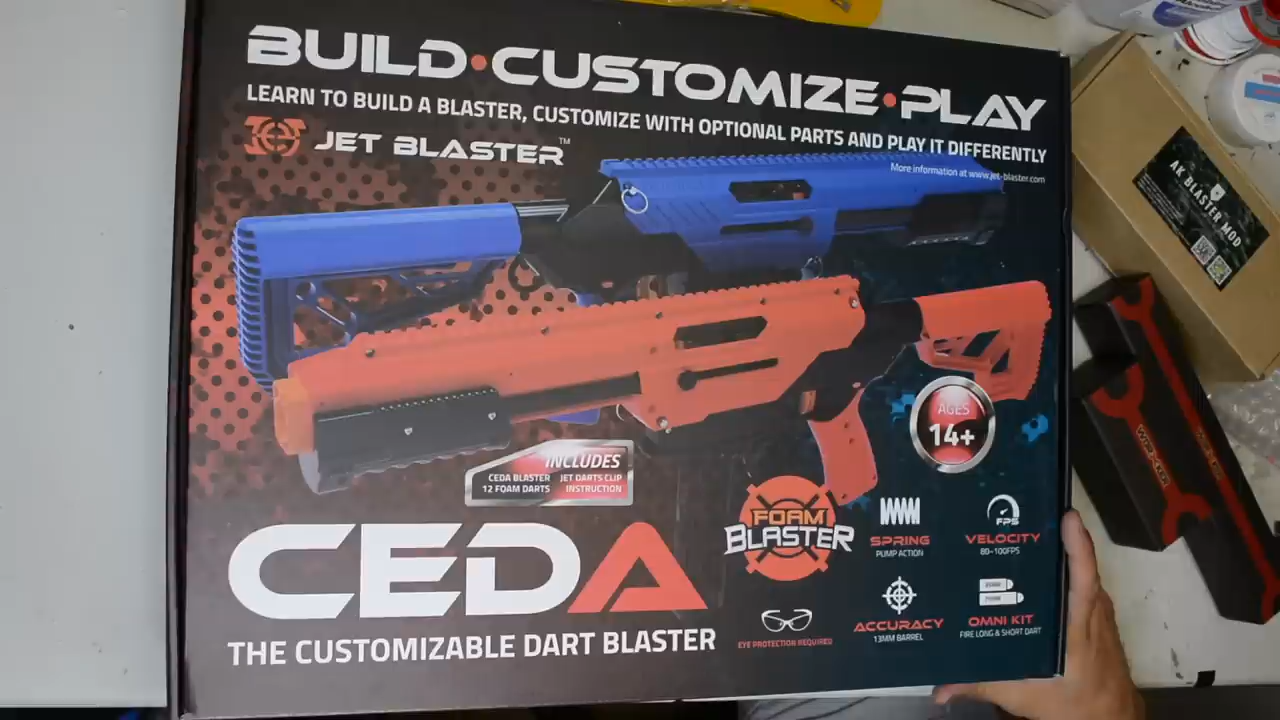 BUILD•CUSTOMIZE•PLAY
LEARN TO BUILD A BLASTER, CUSTOMIZE WITH OPTIONAL PARTS AND PLAY IT DIFFERENTLY
JET BLASTER™
More information at www.jet-blaster.com
AGES
14+
INCLUDES
CEDA BLASTER JET DARTS CLIP
12 FOAM DARTS INSTRUCTION
CEDA
THE CUSTOMIZABLE DART BLASTER
FOAM
BLASTER
SPRING
PUMP ACTION
FPS
VELOCITY
80~100FPS
EYE PROTECTION REQUIRED
ACCURACY
13MM BARREL
OMNI KIT
FIRE LONG & SHORT DART
AK BLASTER MOD